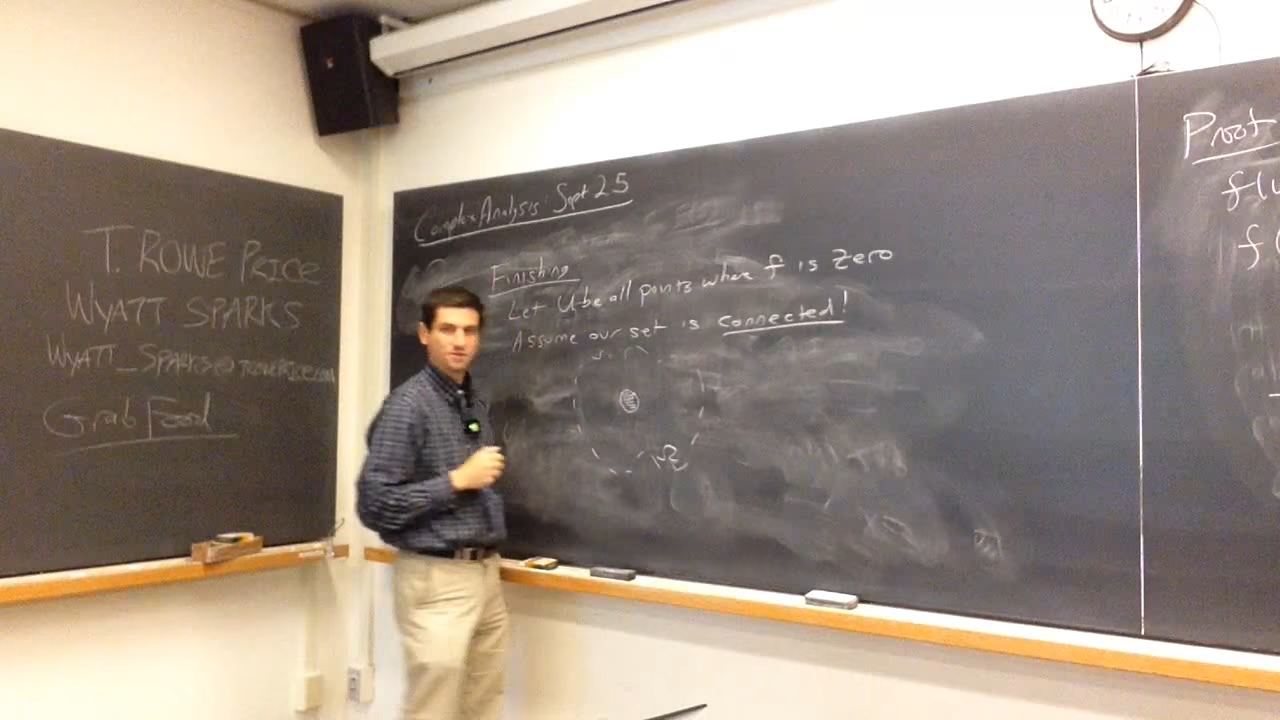 T. ROWE PRICE
WYATT SPARKS
WYATT_SPARKS@TROWEPRICE.COM
Grab Food
Complex Analysis: Sept 25
Finishing
Let U be all points where f is zero
Assume our set is connected!
Proof
f(
f(